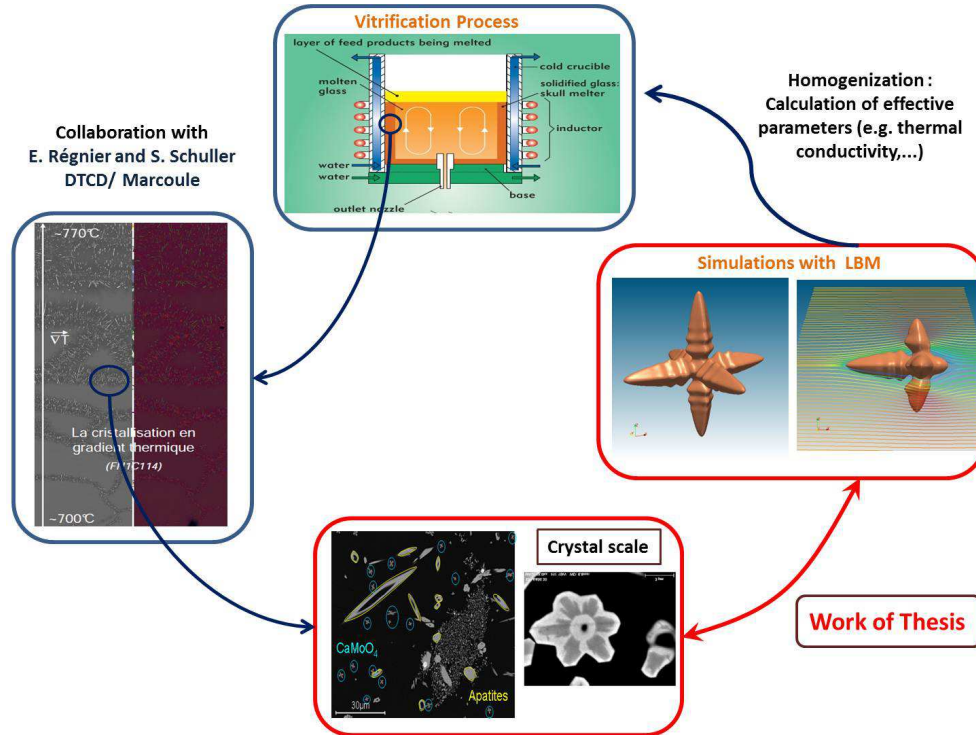 Vitrification Process
layer of feed products being melted
molten
glass
cold crucible
solidified glass:
skull melter
inductor
water
water
base
outlet nozzle
Homogenization :
Calculation of effective
parameters (e.g. thermal
conductivity,...)
Collaboration with
E. Régnier and S. Schuller
DTCD/ Marcoule
~770°C
∇T
La cristallisation en
gradient thermique
~700°C
Simulations with LBM
Crystal scale
CaMoO₄
Apatites
30µm
Work of Thesis